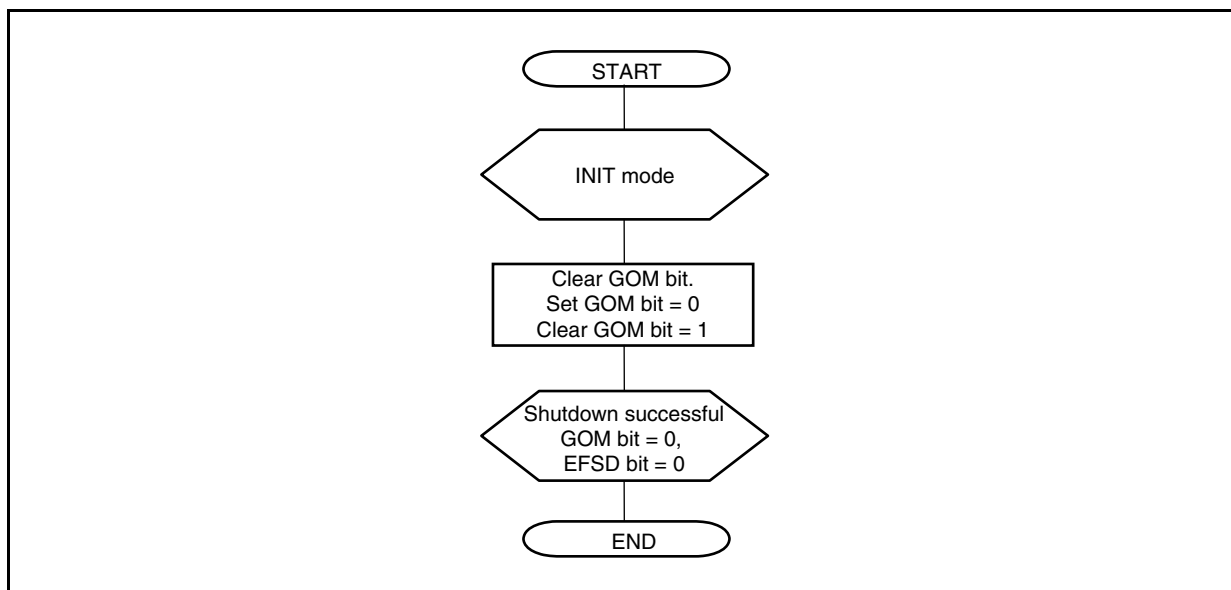 START
INIT mode
Clear GOM bit.
Set GOM bit = 0
Clear GOM bit = 1
Shutdown successful
GOM bit = 0,
EFSD bit = 0
END